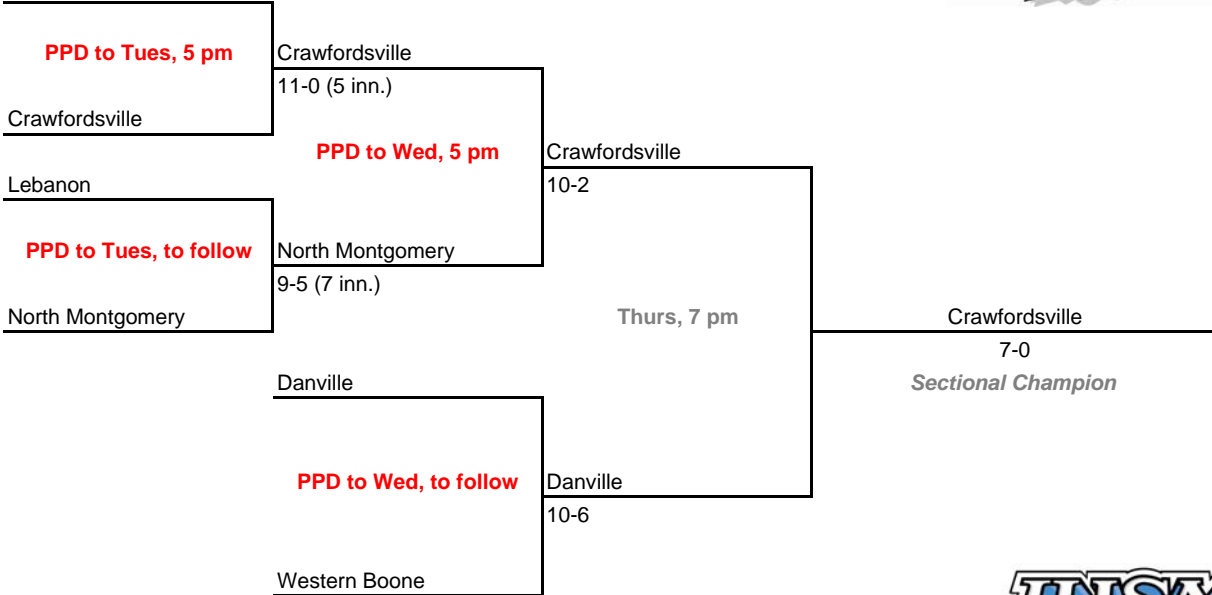 PPD to Tues, 5 pm
Crawfordsville
11-0 (5 inn.)
Crawfordsville
PPD to Wed, 5 pm
Crawfordsville
10-2
Lebanon
PPD to Tues, to follow
North Montgomery
9-5 (7 inn.)
North Montgomery
Thurs, 7 pm
Crawfordsville
7-0
Sectional Champion
Danville
PPD to Wed, to follow
Danville
10-6
Western Boone